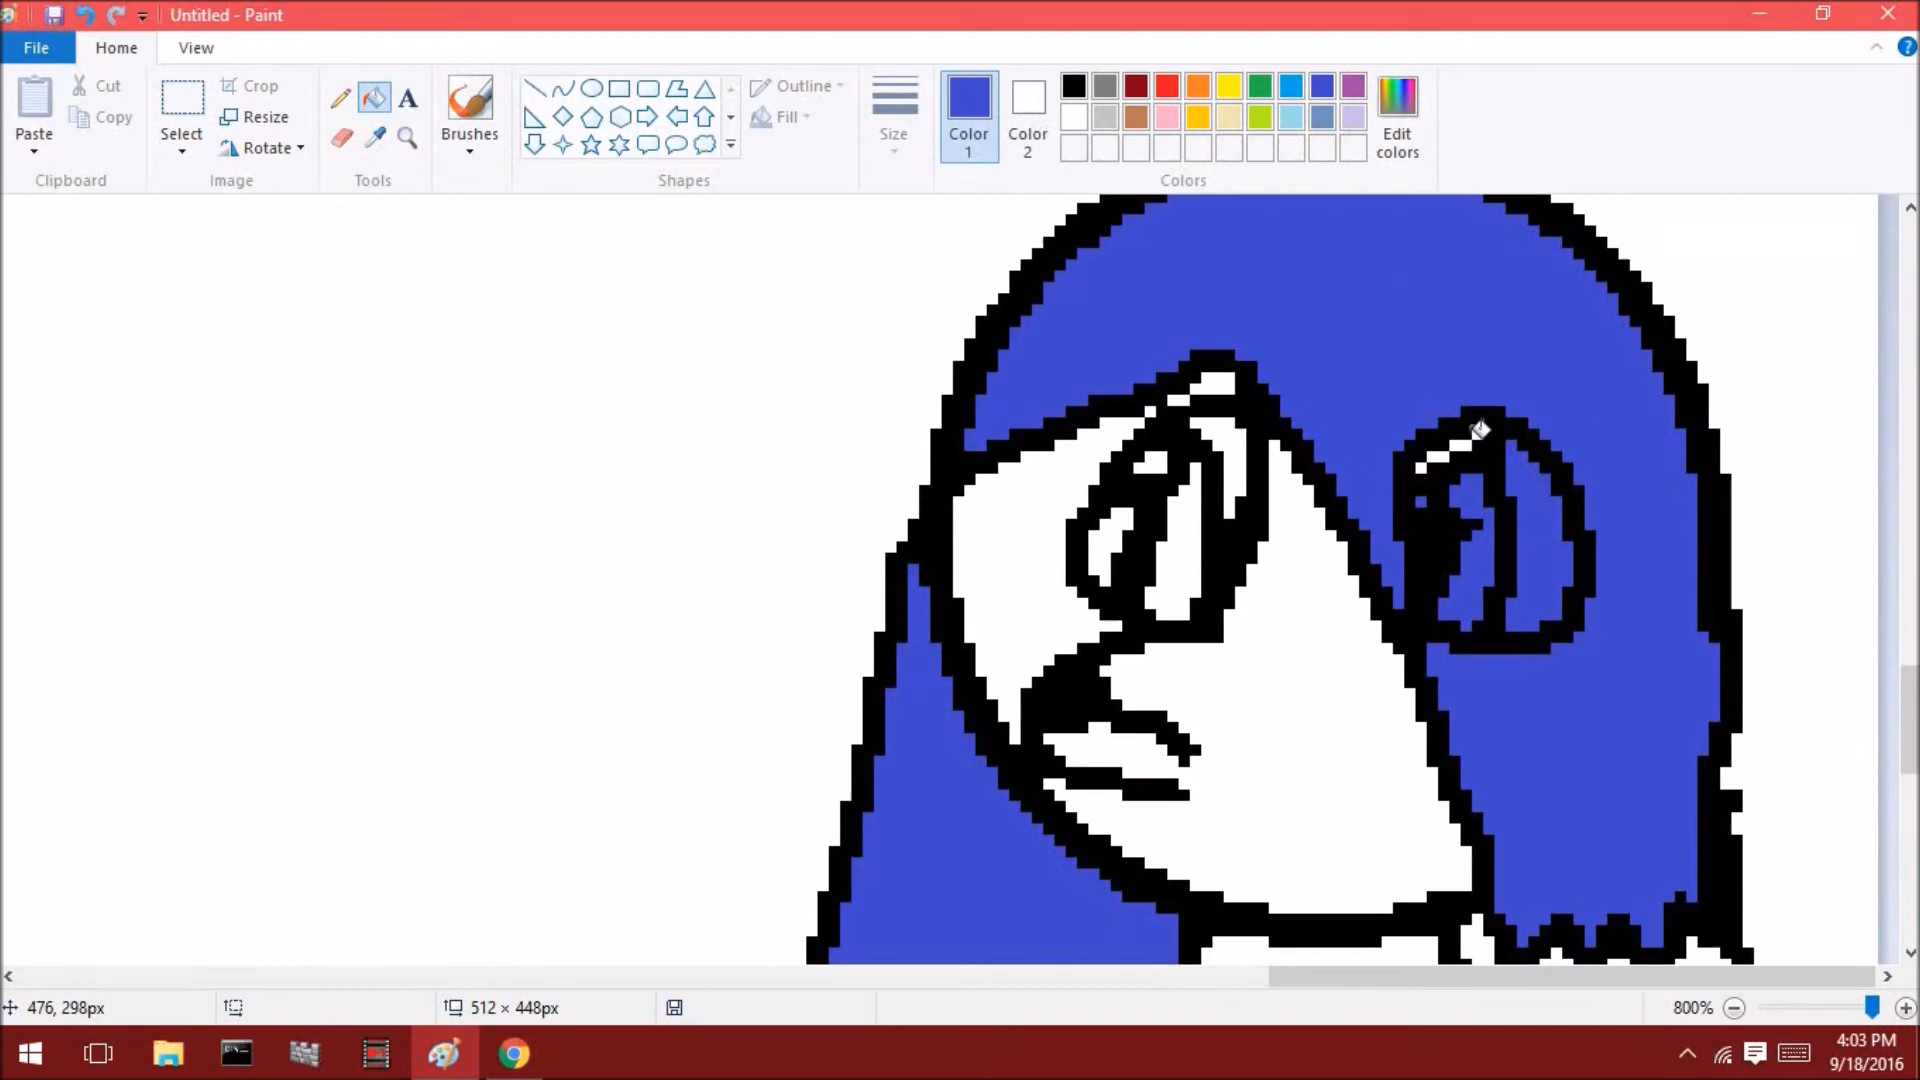 Untitled - Paint
File Home View
Paste
Cut
Copy
Clipboard
Select
Crop
Resize
Rotate
Image
A
Tools
Brushes
Shapes
Outline
Fill
Size
Color 1
Color 2
Edit colors
Colors
476, 298px
512 × 448px
800%
4:03 PM
9/18/2016